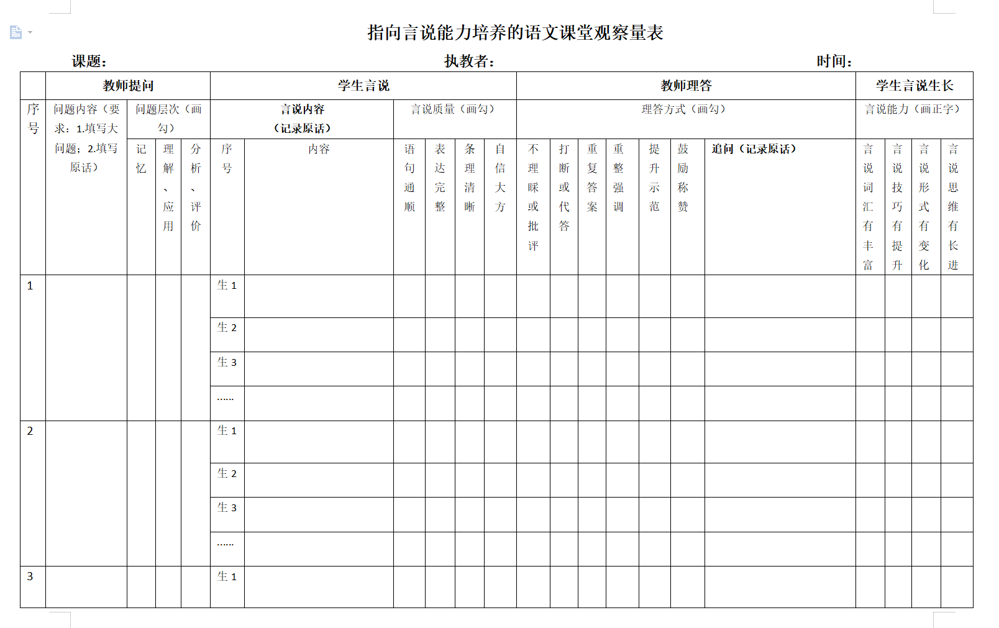 指向言说能力培养的语文课堂观察量表
课题： 执教者： 时间：
教师提问 学生言说 教师理答 学生言说生长
序号 问题内容（要求：1.填写大问题；2.填写原话） 问题层次（画勾） 言说内容（记录原话） 言说质量（画勾） 理答方式（画勾） 言说能力（画正字）
记忆 理解、应用 分析、评价 序号 内容 语句通顺 表达完整 条理清晰 自信大方 不理睬或批评 打断或代答 重复答案 重整强调 提升示范 鼓励称赞 追问（记录原话） 言说词汇有丰富 言说技巧有提升 言说形式有变化 言说思维有长进
1 生1
生2
生3
……
2 生1
生2
生3
……
3 生1